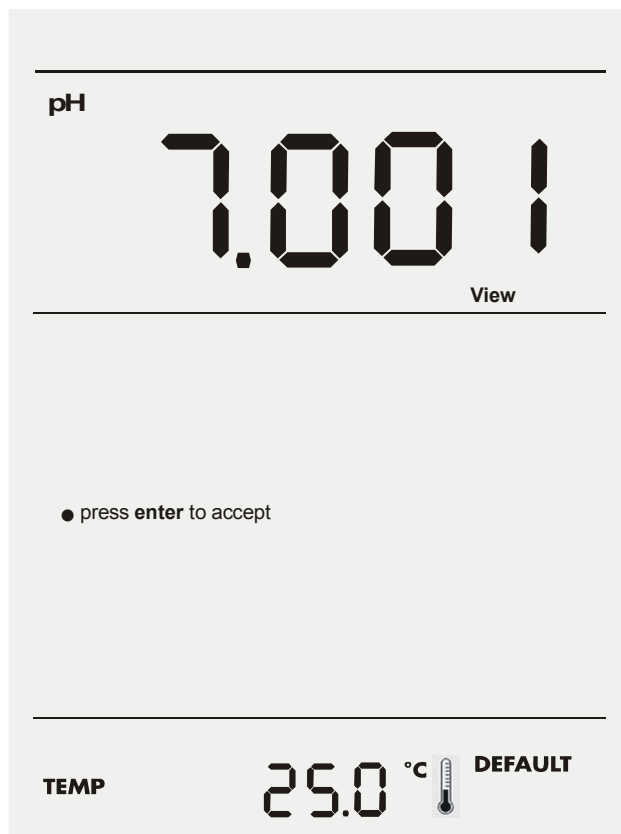 pH
7.001
View
● press enter to accept
TEMP 25.0 °C DEFAULT